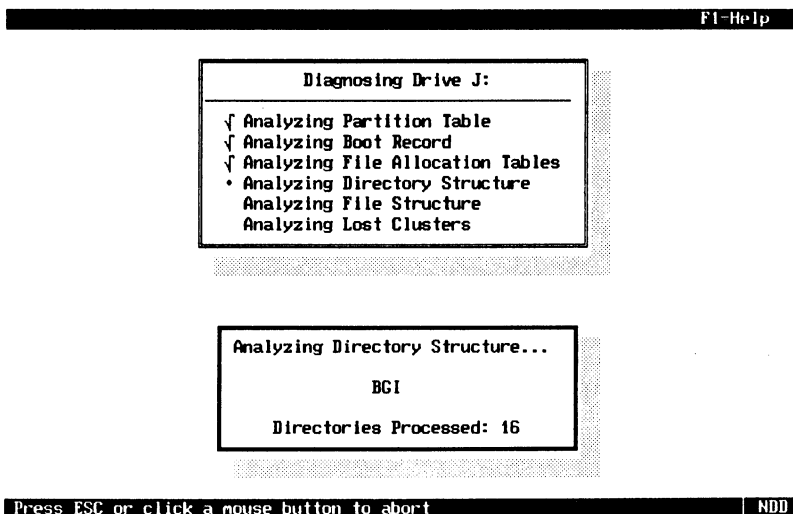 F1-Help
Diagnosing Drive J:
√ Analyzing Partition Table
√ Analyzing Boot Record
√ Analyzing File Allocation Tables
• Analyzing Directory Structure
Analyzing File Structure
Analyzing Lost Clusters
Analyzing Directory Structure...
BGI
Directories Processed: 16
Press ESC or click a mouse button to abort
NDD